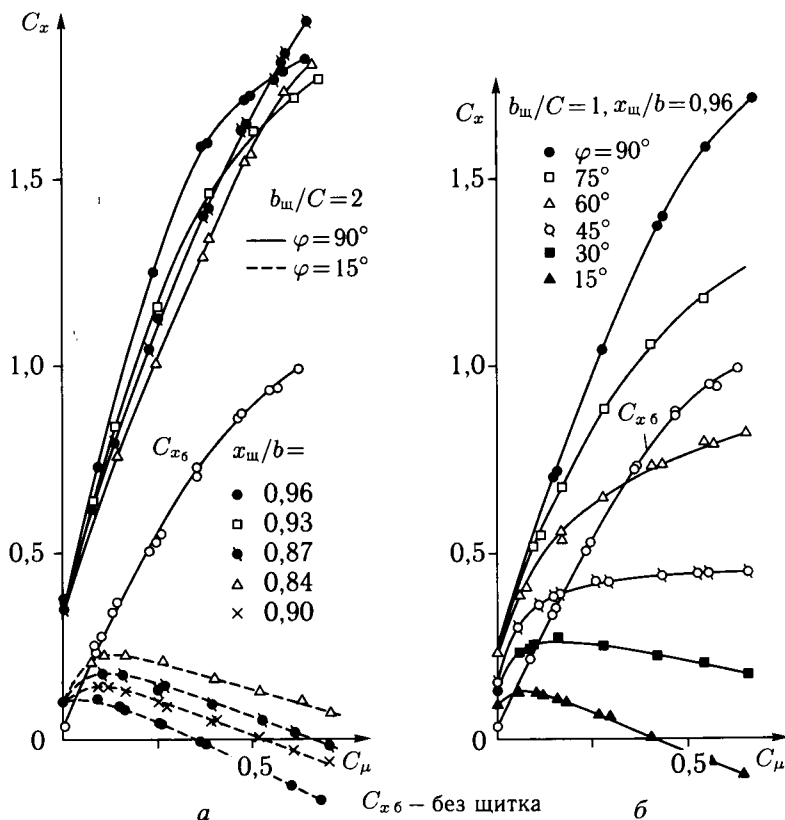 C_x
1,5
1,0
0,5
0
b_щ/C=2
φ=90°
φ=15°
C_xб
x_щ/b=
0,96
0,93
0,87
0,84
0,90
0,5
C_μ
а
C_x
b_щ/C=1, x_щ/b=0,96
φ=90°
75°
60°
45°
30°
15°
1,5
1,0
0,5
0
C_xб
0,5
C_μ
б
C_xб – без щитка